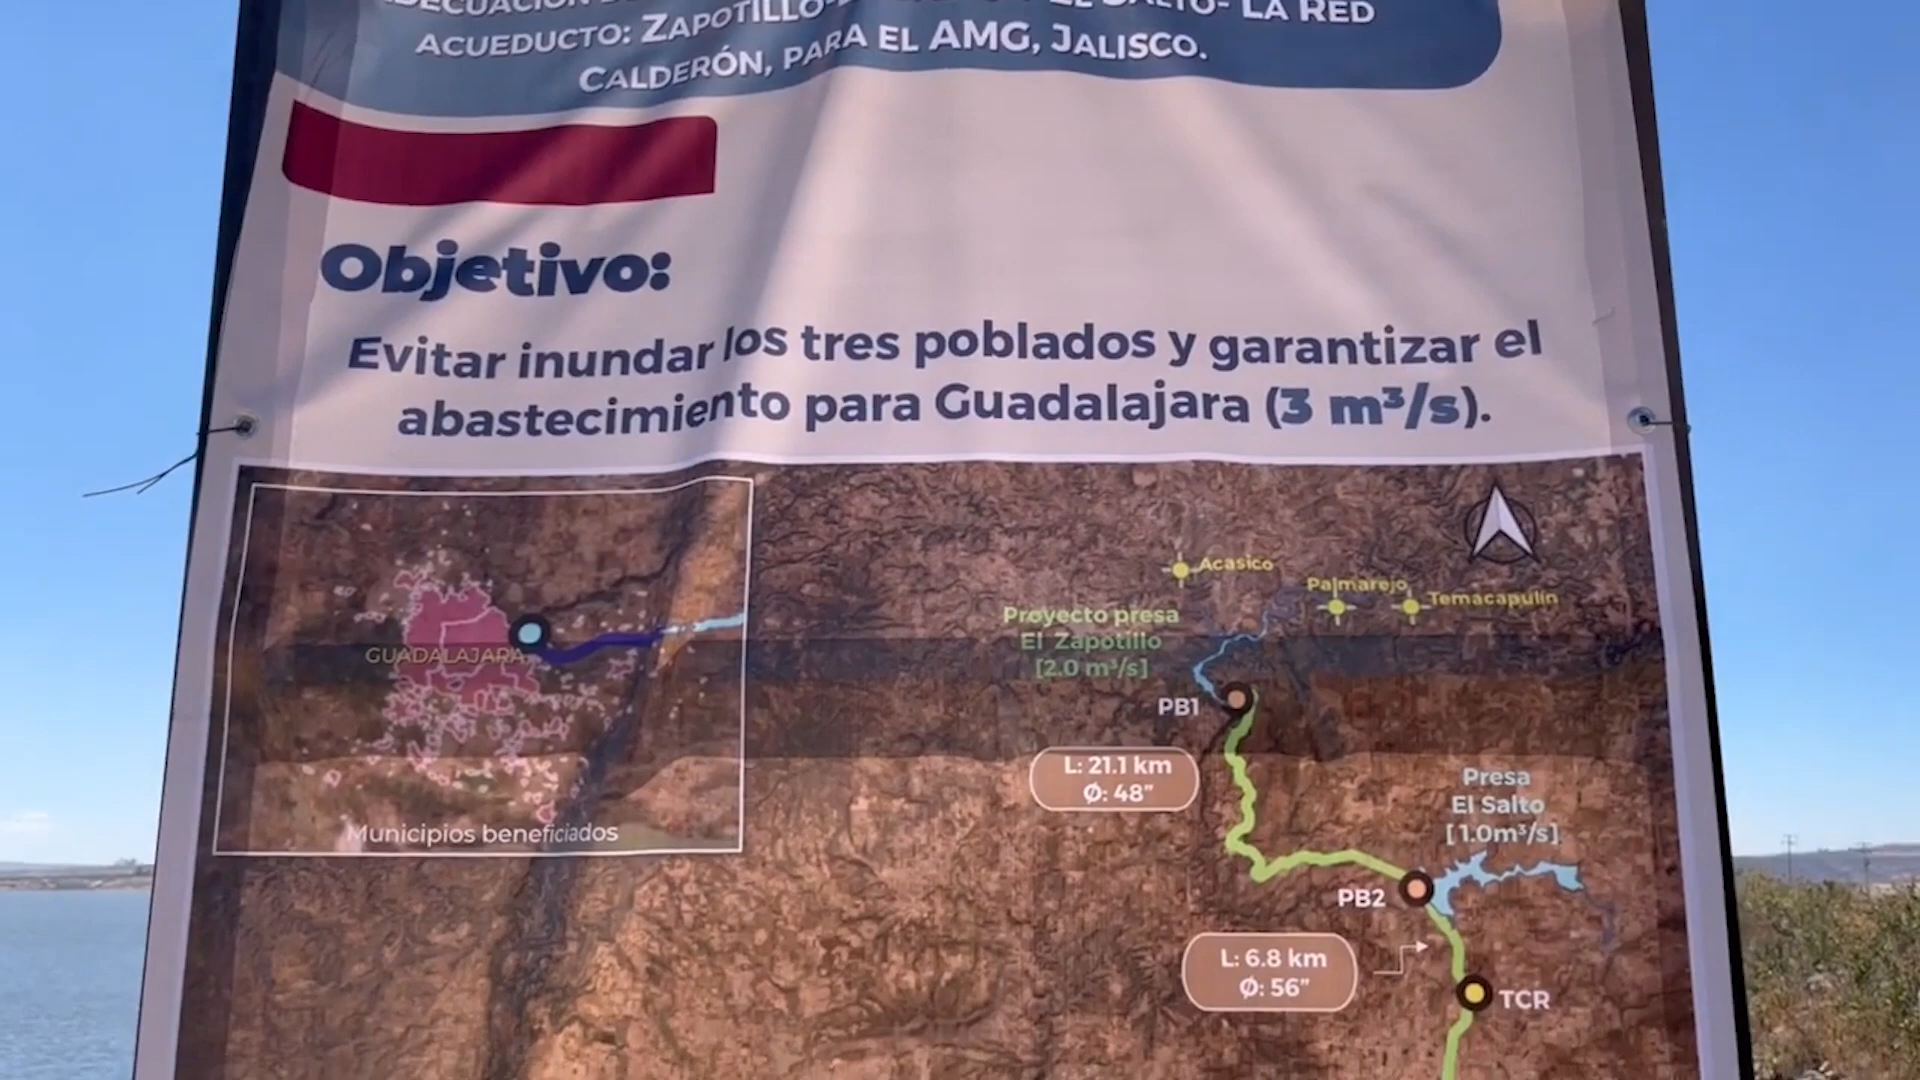 ACUEDUCTO: ZAPOTILLO- SALTO- LA RED
CALDERÓN, PARA EL AMG, JALISCO.
Objetivo:
Evitar inundar los tres poblados y garantizar el
abastecimiento para Guadalajara (3 m³/s).
Acasico
Palmarejo
Temacapulín
Proyecto presa
El Zapotillo
[2.0 m³/s]
GUADALAJARA
PB1
L: 21.1 km
Ø: 48”
Presa
El Salto
[1.0m³/s]
Municipios beneficiados
PB2
L: 6.8 km
Ø: 56”
TCR